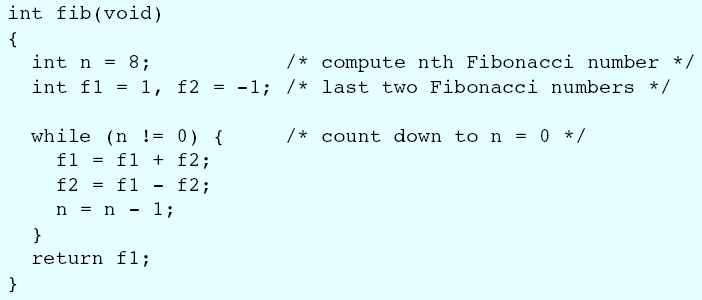 int fib(void)
{
  int n = 8;           /* compute nth Fibonacci number */
  int f1 = 1, f2 = -1; /* last two Fibonacci numbers */

  while (n != 0) {     /* count down to n = 0 */
    f1 = f1 + f2;
    f2 = f1 - f2;
    n = n - 1;
  }
  return f1;
}